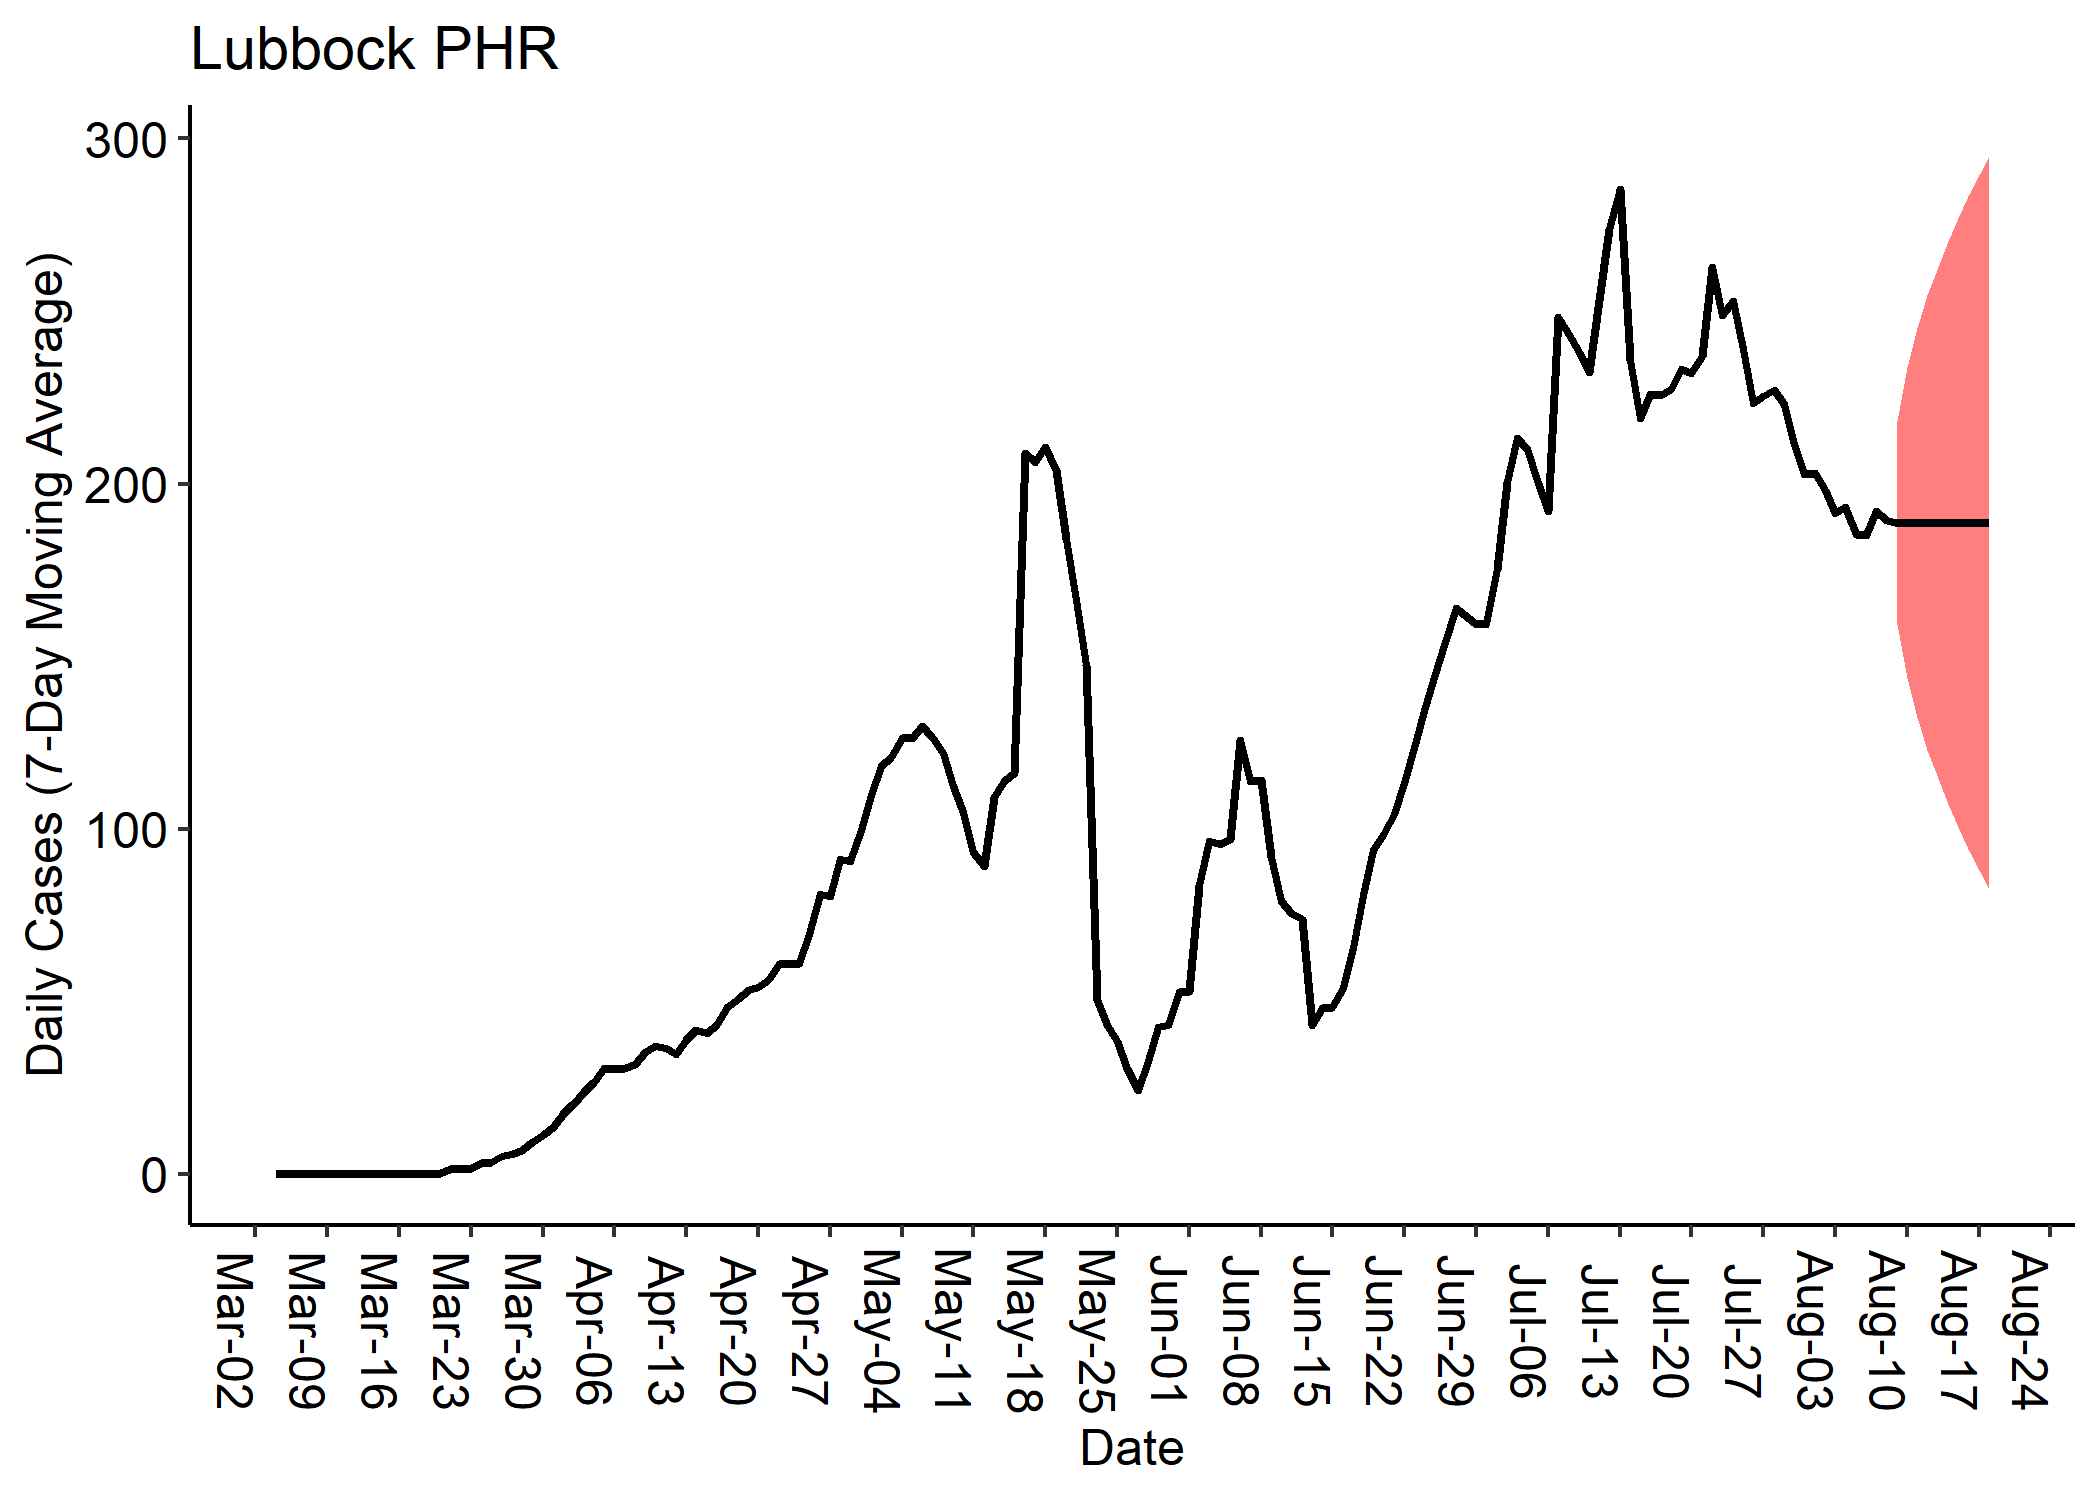 Lubbock PHR
Daily Cases (7-Day Moving Average)
300
200
100
0
Mar-02
Mar-09
Mar-16
Mar-23
Mar-30
Apr-06
Apr-13
Apr-20
Apr-27
May-04
May-11
May-18
May-25
Jun-01
Jun-08
Jun-15
Jun-22
Jun-29
Jul-06
Jul-13
Jul-20
Jul-27
Aug-03
Aug-10
Aug-17
Aug-24
Date